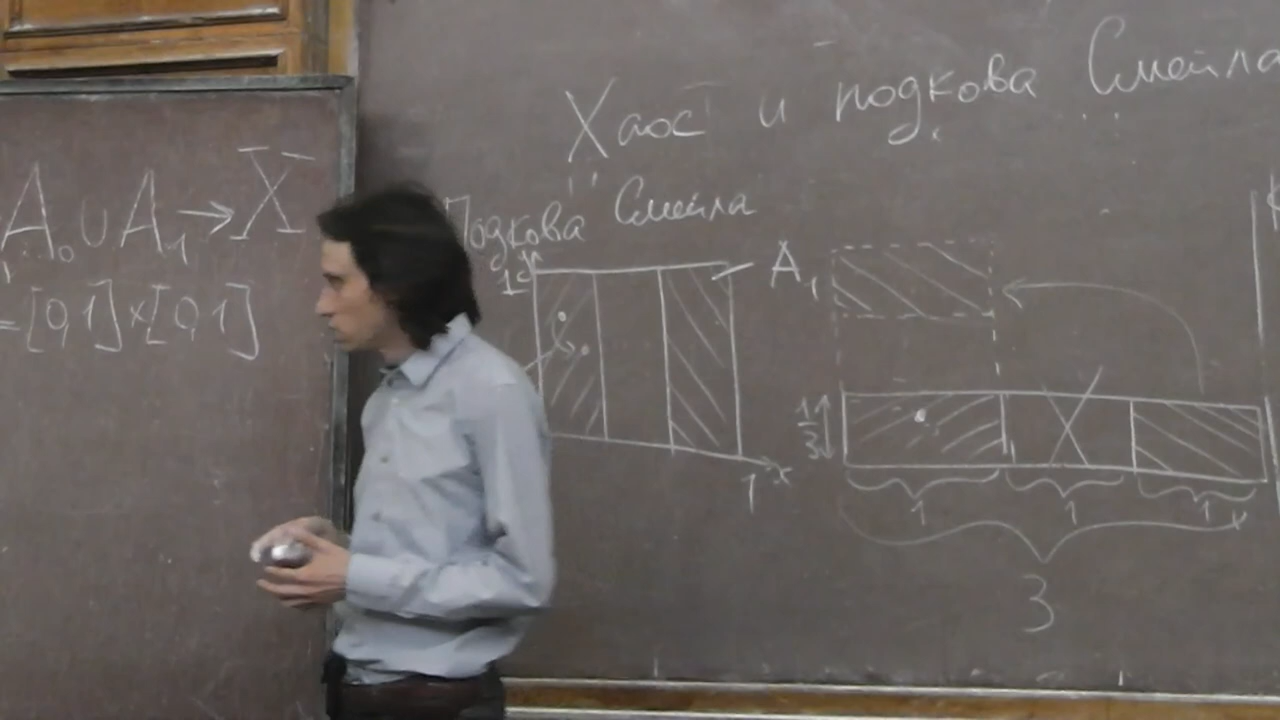 Хаос и подкова Смейла
A₀ ∪ A₁ → X
= [0,1]×[0,1]
Подкова Смейла
1 y
A₁
1 x
1/3
1 1 1
3